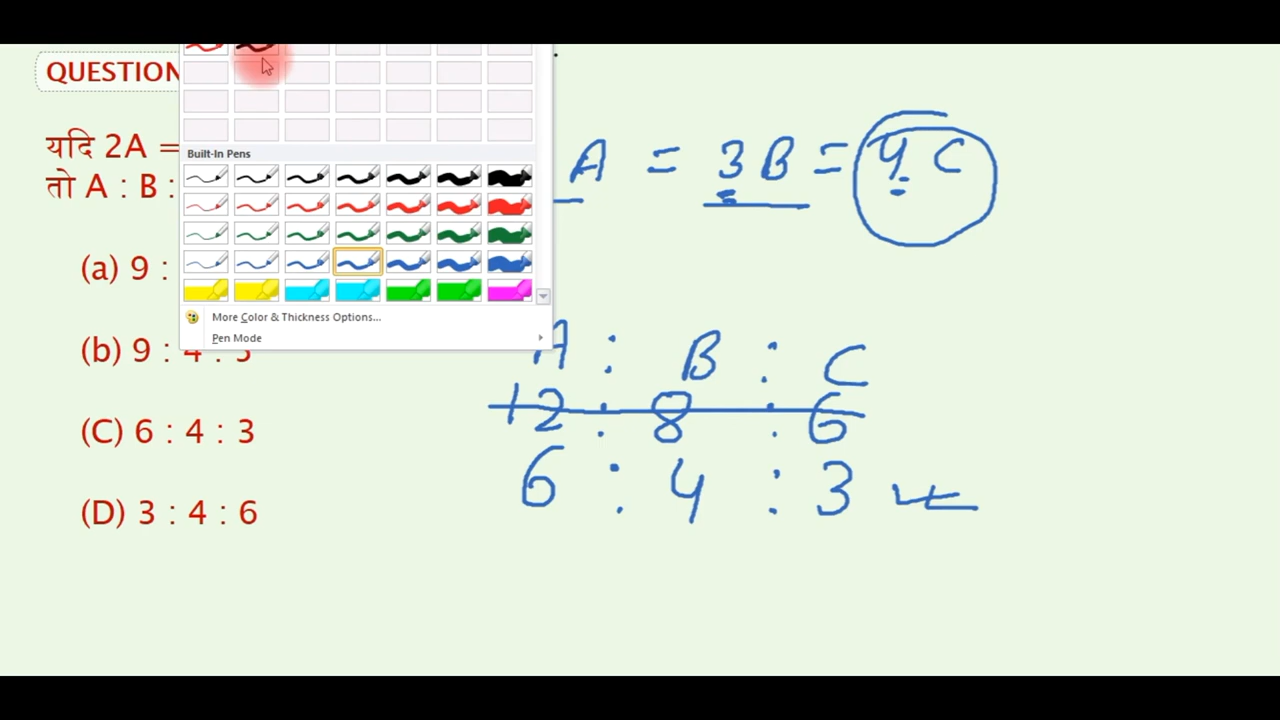 QUESTION
यदि 2A =
तो A : B :
(a) 9 :
(b) 9 : 4 : 3
(C) 6 : 4 : 3
(D) 3 : 4 : 6
Built-In Pens
More Color & Thickness Options...
Pen Mode
A = 3B = 4C
A : B : C
12 : 8 : 6
6 : 4 : 3